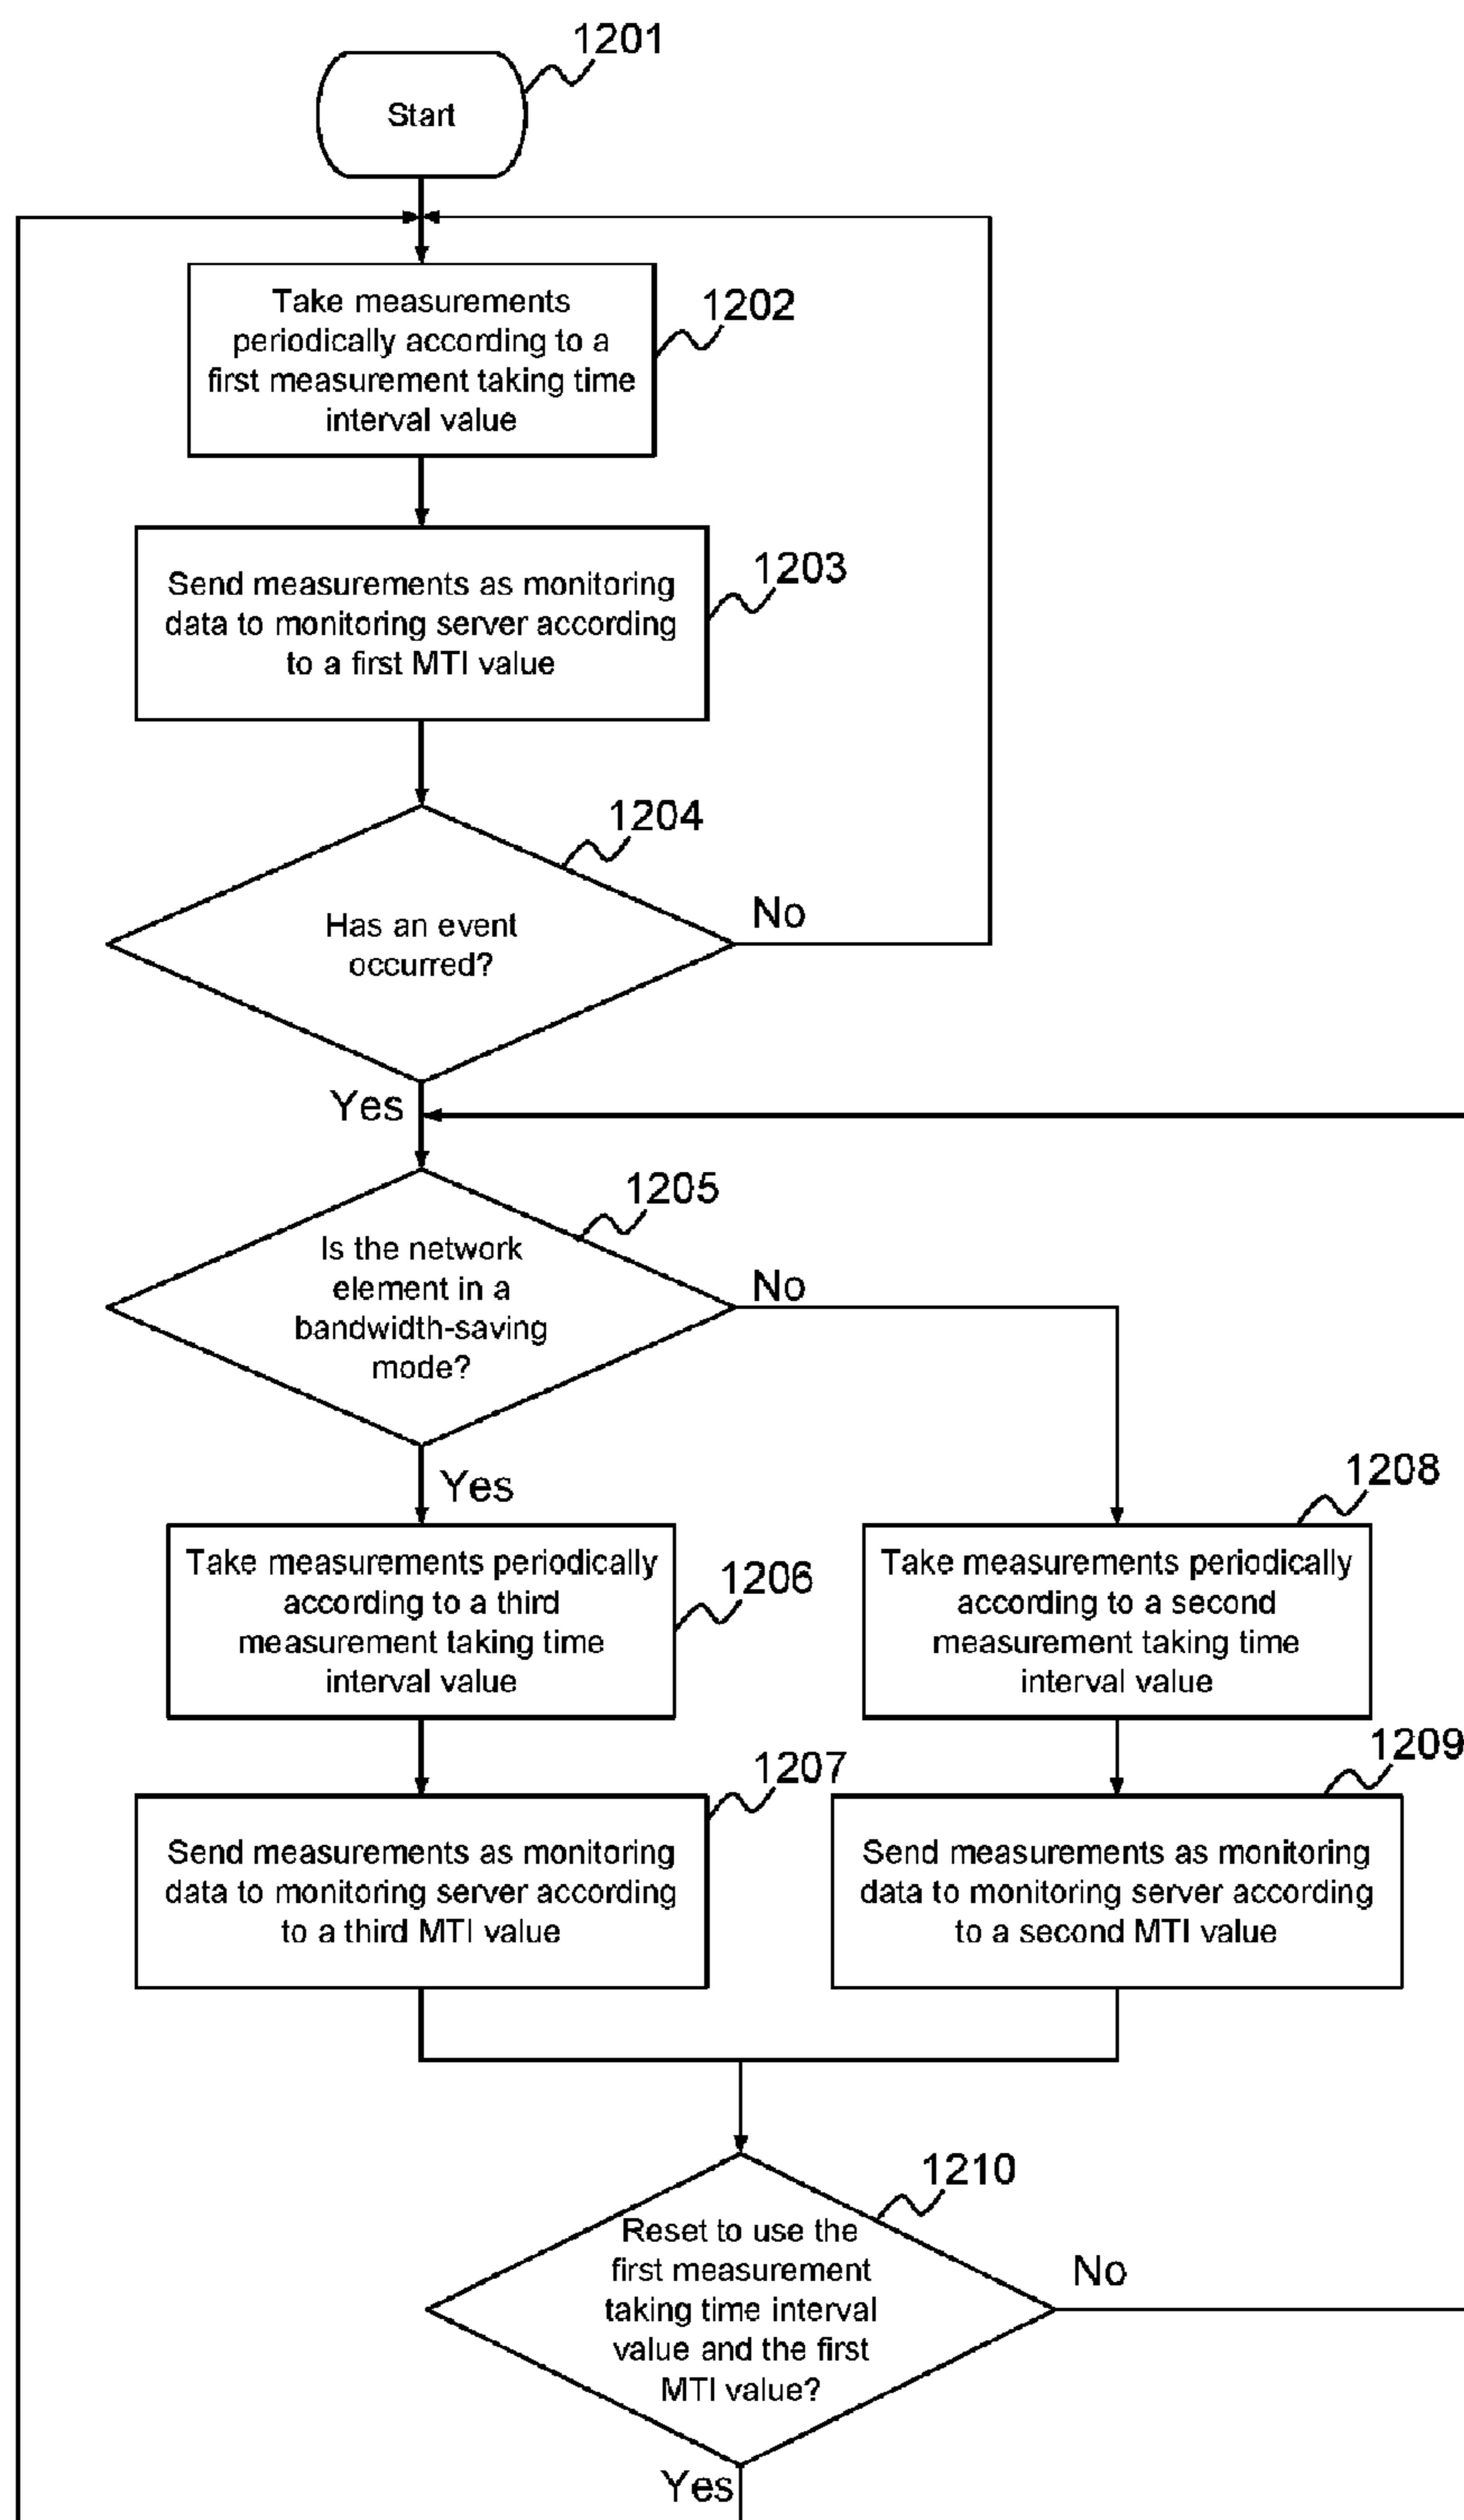 1201
Start
1202
Take measurements
periodically according to a
first measurement taking time
interval value
1203
Send measurements as monitoring
data to monitoring server according
to a first MTI value
1204
Has an event
occurred?
No
Yes
1205
Is the network
element in a
bandwidth-saving
mode?
No
Yes
1206
Take measurements periodically
according to a third
measurement taking time
interval value
1208
Take measurements periodically
according to a second
measurement taking time
interval value
1207
Send measurements as monitoring
data to monitoring server according
to a third MTI value
1209
Send measurements as monitoring
data to monitoring server according
to a second MTI value
1210
Reset to use the
first measurement
taking time interval
value and the first
MTI value?
No
Yes